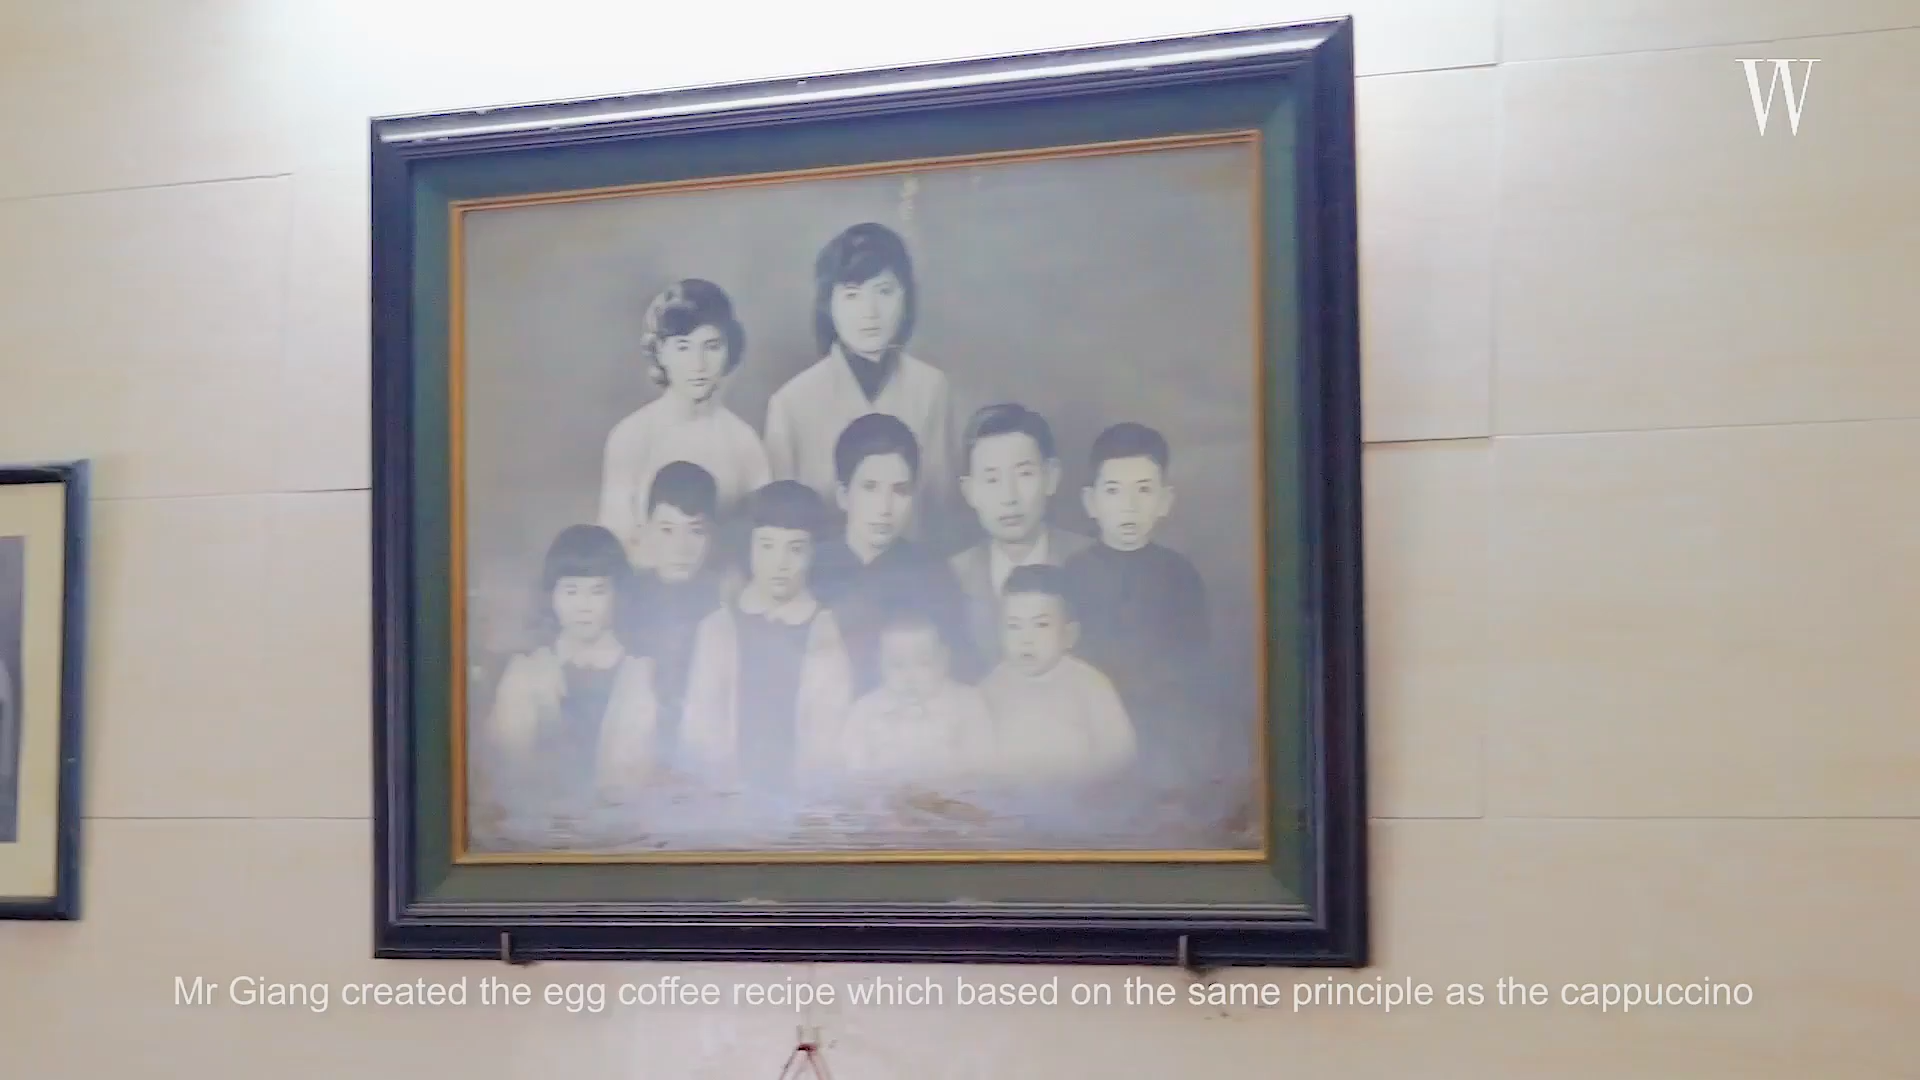 W
Mr Giang created the egg coffee recipe which based on the same principle as the cappuccino